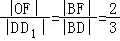 |OF|/|DD₁| = |BF|/|BD| = 2/3